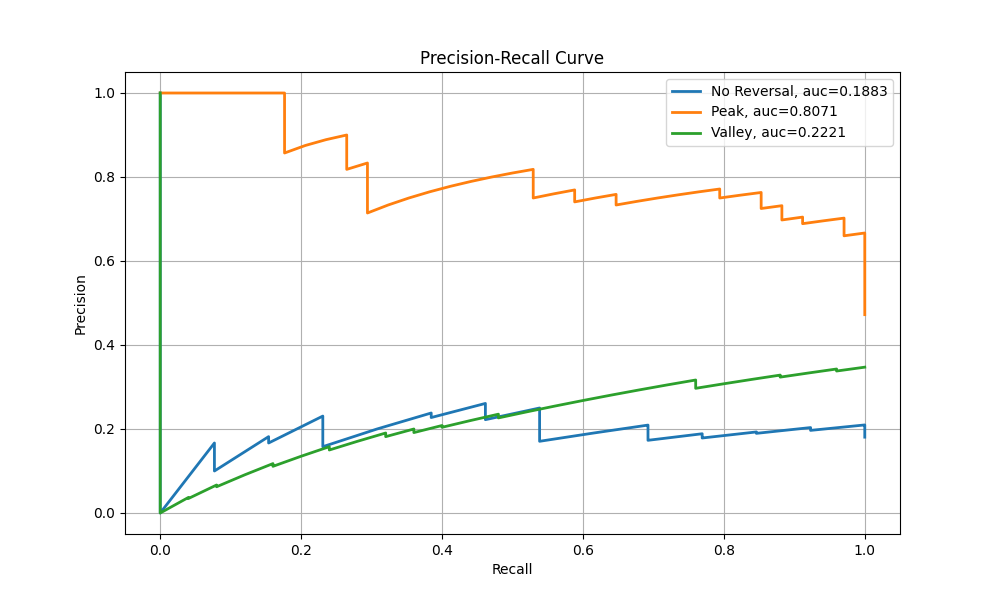 Precision-Recall Curve
No Reversal, auc=0.1883
Peak, auc=0.8071
Valley, auc=0.2221
1.0
0.8
0.6
0.4
0.2
0.0
Precision
0.0 0.2 0.4 0.6 0.8 1.0
Recall